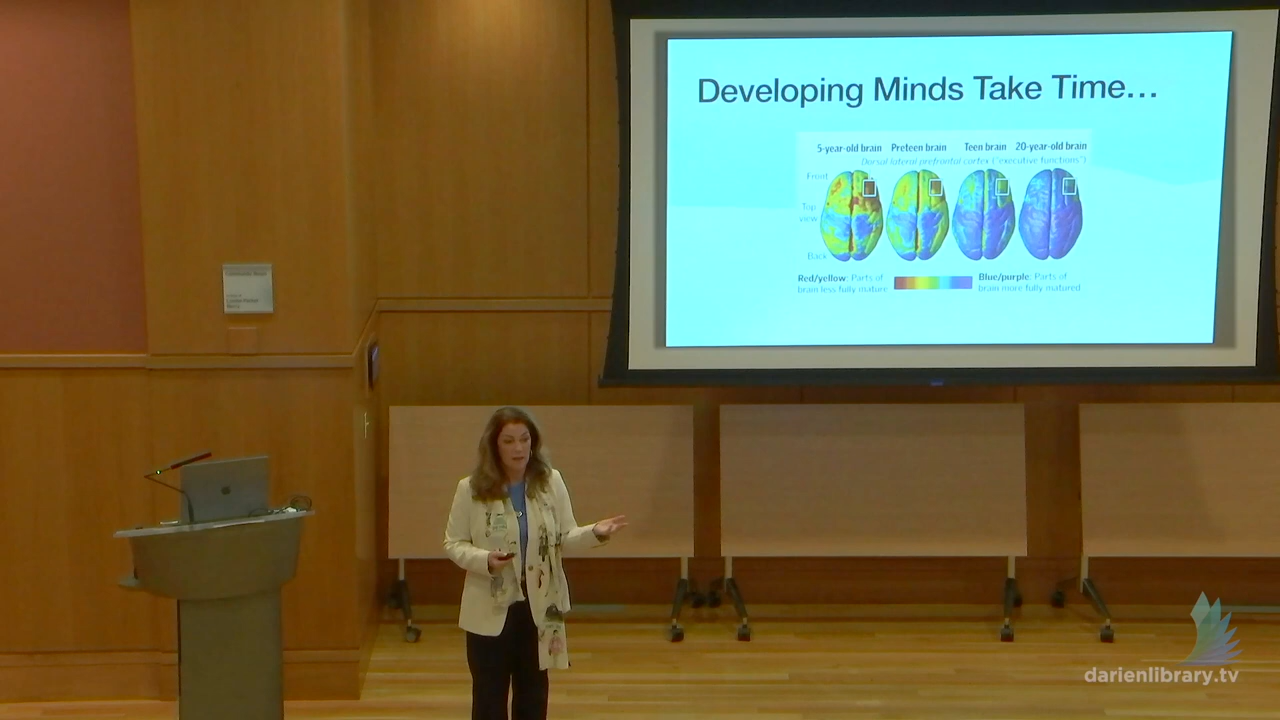 Developing Minds Take Time...
5-year-old brain Preteen brain Teen brain 20-year-old brain
Dorsal-lateral prefrontal cortex ("executive functions")
Front
Top
view
Back
Red/yellow: Parts of
brain less fully mature
Blue/purple: Parts of
brain more fully matured
Community Room
darienlibrary.tv